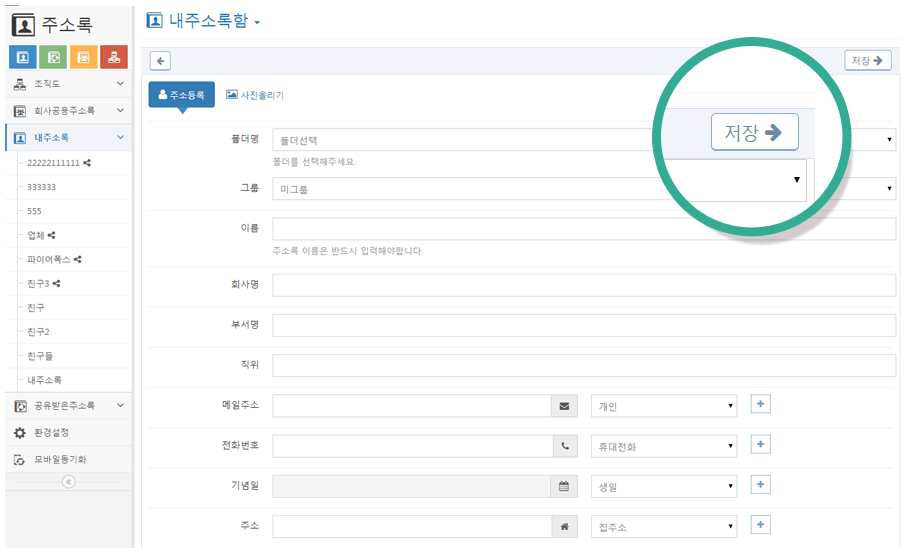 주소록
조직도
회사공용주소록
내주소록
22222111111
333333
555
업체
파이어폭스
친구3
친구
친구2
친구들
내주소록
공유받은주소록
환경설정
모바일동기화
내주소록함
저장
주소등록
사진올리기
폴더명
폴더선택
폴더를 선택해주세요.
그룹
미그룹
저장
이름
주소록 이름은 반드시 입력해야합니다.
회사명
부서명
직위
메일주소
개인
전화번호
휴대전화
기념일
생일
주소
집주소